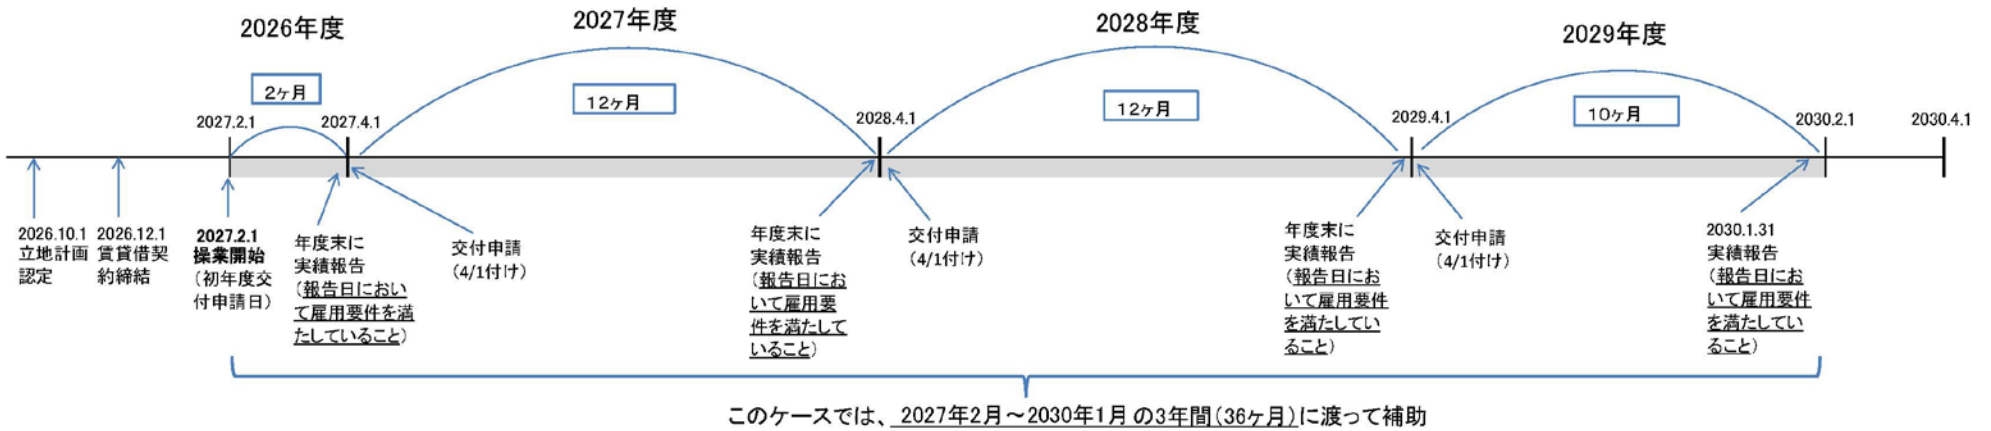 2026年度
2027年度
2028年度
2029年度
2ヶ月
12ヶ月
12ヶ月
10ヶ月
2027.2.1
2027.4.1
2028.4.1
2029.4.1
2030.2.1
2030.4.1
2026.10.1
立地計画
認定
2026.12.1
賃貸借契
約締結
2027.2.1
操業開始
（初年度交
付申請日）
年度末に
実績報告
（報告日におい
て雇用要件を満
たしていること）
交付申請
（4/1付け）
年度末に
実績報告
（報告日にお
いて雇用要
件を満たして
いること）
交付申請
（4/1付け）
年度末に
実績報告
（報告日にお
いて雇用要件
を満たしてい
ること）
交付申請
（4/1付け）
2030.1.31
実績報告
（報告日にお
いて雇用要件
を満たしてい
ること）
このケースでは、2027年2月～2030年1月の3年間（36ヶ月）に渡って補助